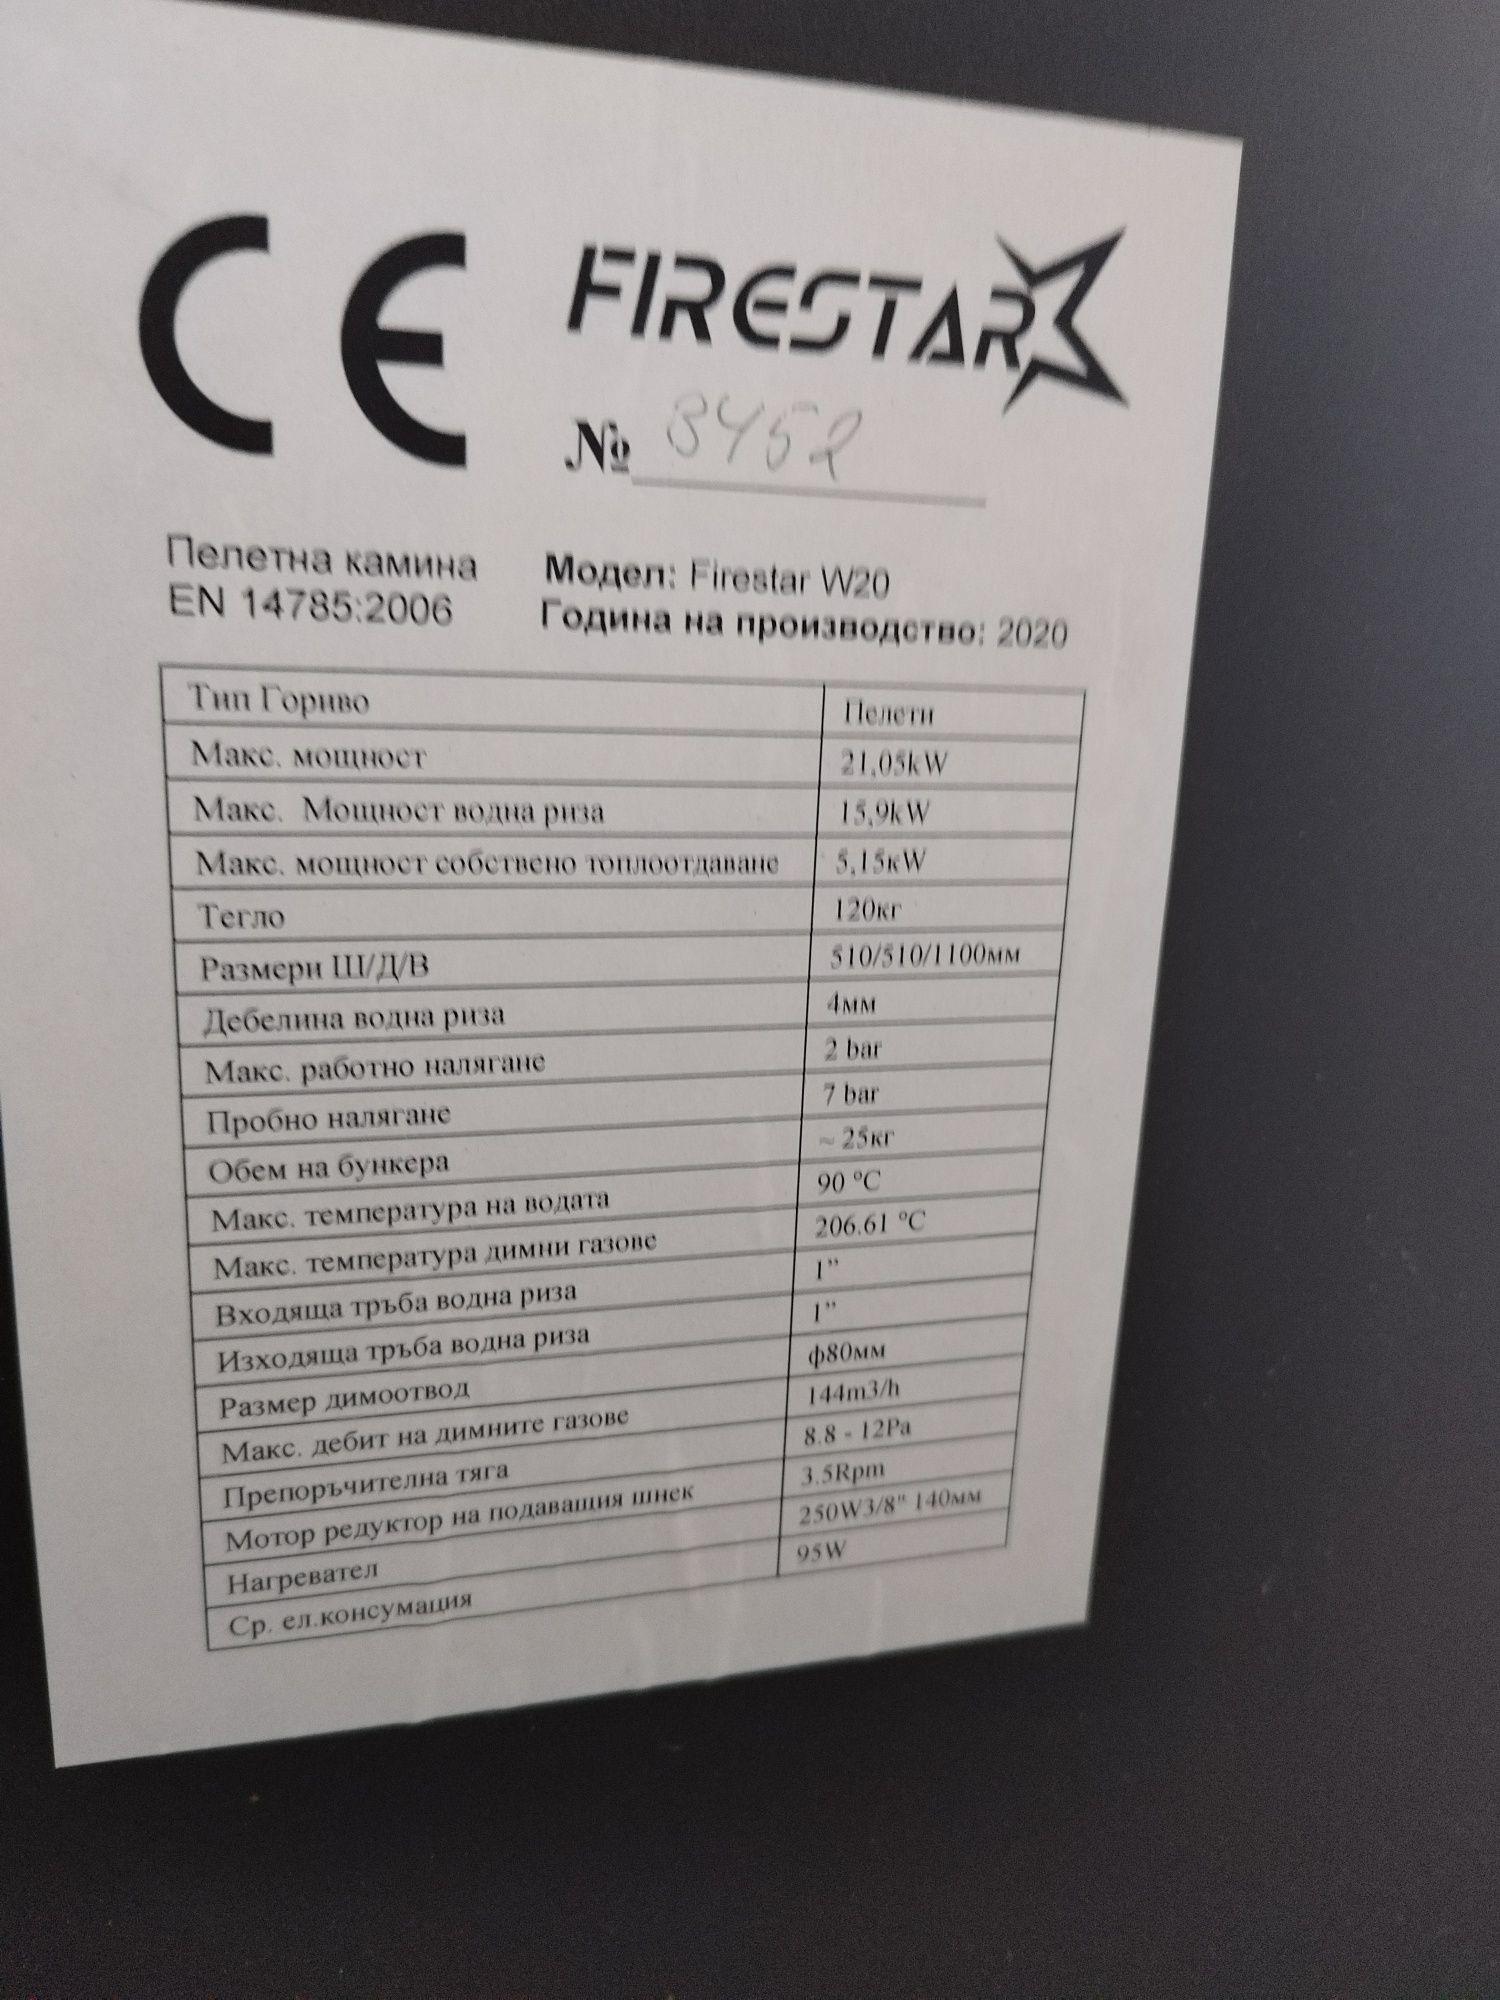 CE
FIRESTAR
№ 3452
Пелетна камина
EN 14785:2006
Модел: Firestar W20
Година на производство: 2020
Тип Гориво Пелети
Макс. мощност 21,05kW
Макс. Мощност водна риза 15,9kW
Макс. мощност собствено топлоотдаване 5,15кW
Тегло 120кг
Размери Ш/Д/В 510/510/1100мм
Дебелина водна риза 4мм
Макс. работно налягане 2 bar
Пробно налягане 7 bar
Обем на бункера ~ 25кг
Макс. температура на водата 90 °C
Макс. температура димни газове 206.61 °C
Входяща тръба водна риза 1”
Изходяща тръба водна риза 1”
Размер димоотвод ф80мм
Макс. дебит на димните газове 144m3/h
Препоръчителна тяга 8.8 - 12Pa
Мотор редуктор на подаващия шнек 3.5Rpm
Нагревател 250W3/8" 140мм
Ср. ел.консумация 95W